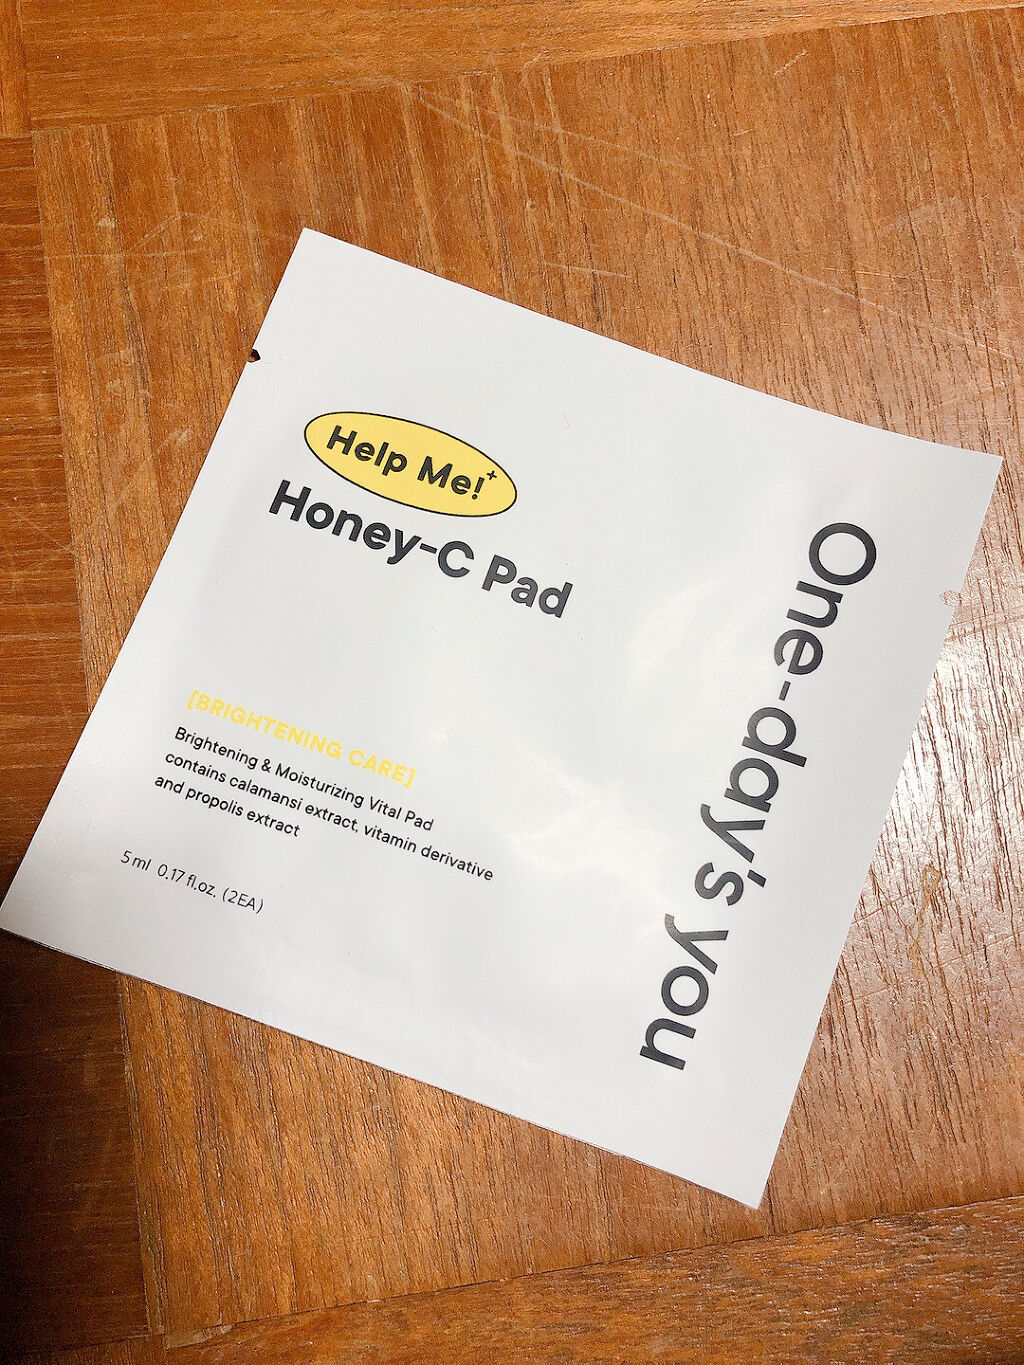 Help Me!+
Honey-C Pad
[BRIGHTENING CARE]
Brightening & Moisturizing Vital Pad
contains calamansi extract, vitamin derivative
and propolis extract
5 ml 0.17 fl.oz. (2EA)
One-day's you